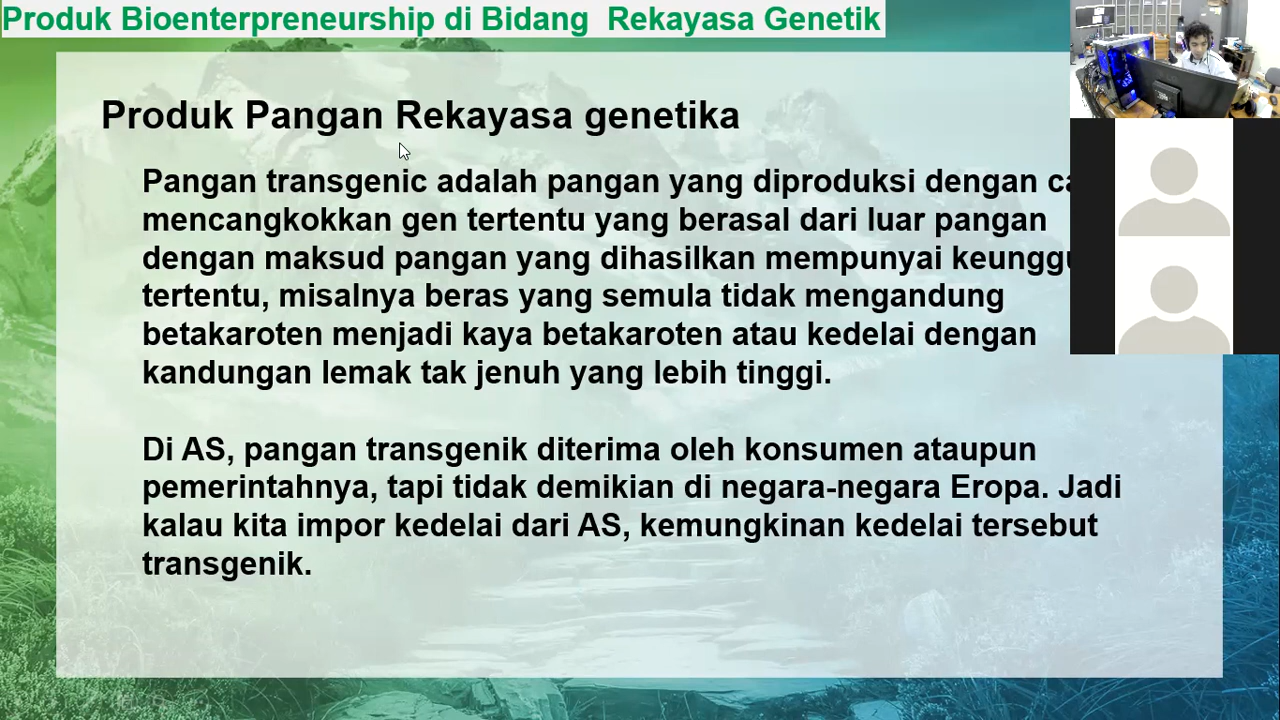 Produk Bioenterpreneurship di Bidang Rekayasa Genetik
Produk Pangan Rekayasa genetika
Pangan transgenic adalah pangan yang diproduksi dengan
mencangkokkan gen tertentu yang berasal dari luar pangan
dengan maksud pangan yang dihasilkan mempunyai
tertentu, misalnya beras yang semula tidak mengandung
betakaroten menjadi kaya betakaroten atau kedelai dengan
kandungan lemak tak jenuh yang lebih tinggi.
Di AS, pangan transgenik diterima oleh konsumen ataupun
pemerintahnya, tapi tidak demikian di negara-negara Eropa. Jadi
kalau kita impor kedelai dari AS, kemungkinan kedelai tersebut
transgenik.